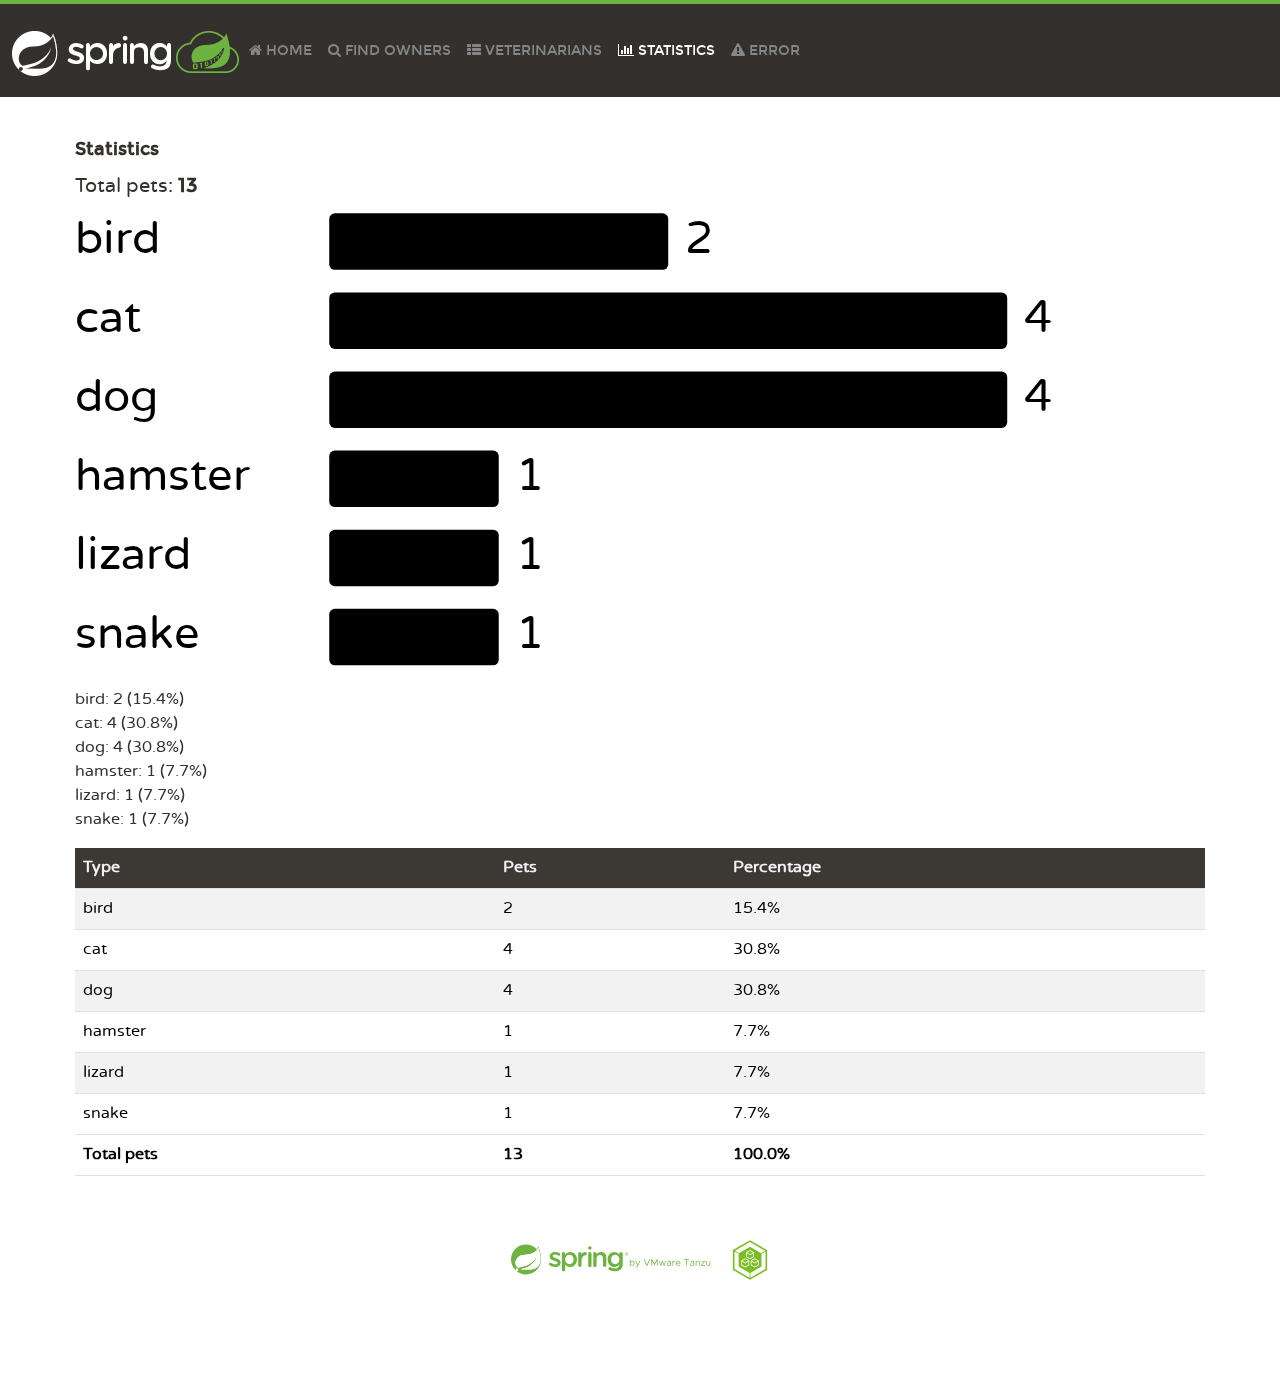 spring HOME FIND OWNERS VETERINARIANS STATISTICS ERROR
Statistics
Total pets: 13
bird 2
cat 4
dog 4
hamster 1
lizard 1
snake 1
bird: 2 (15.4%)
cat: 4 (30.8%)
dog: 4 (30.8%)
hamster: 1 (7.7%)
lizard: 1 (7.7%)
snake: 1 (7.7%)
Type Pets Percentage
bird 2 15.4%
cat 4 30.8%
dog 4 30.8%
hamster 1 7.7%
lizard 1 7.7%
snake 1 7.7%
Total pets 13 100.0%
spring by VMware Tanzu